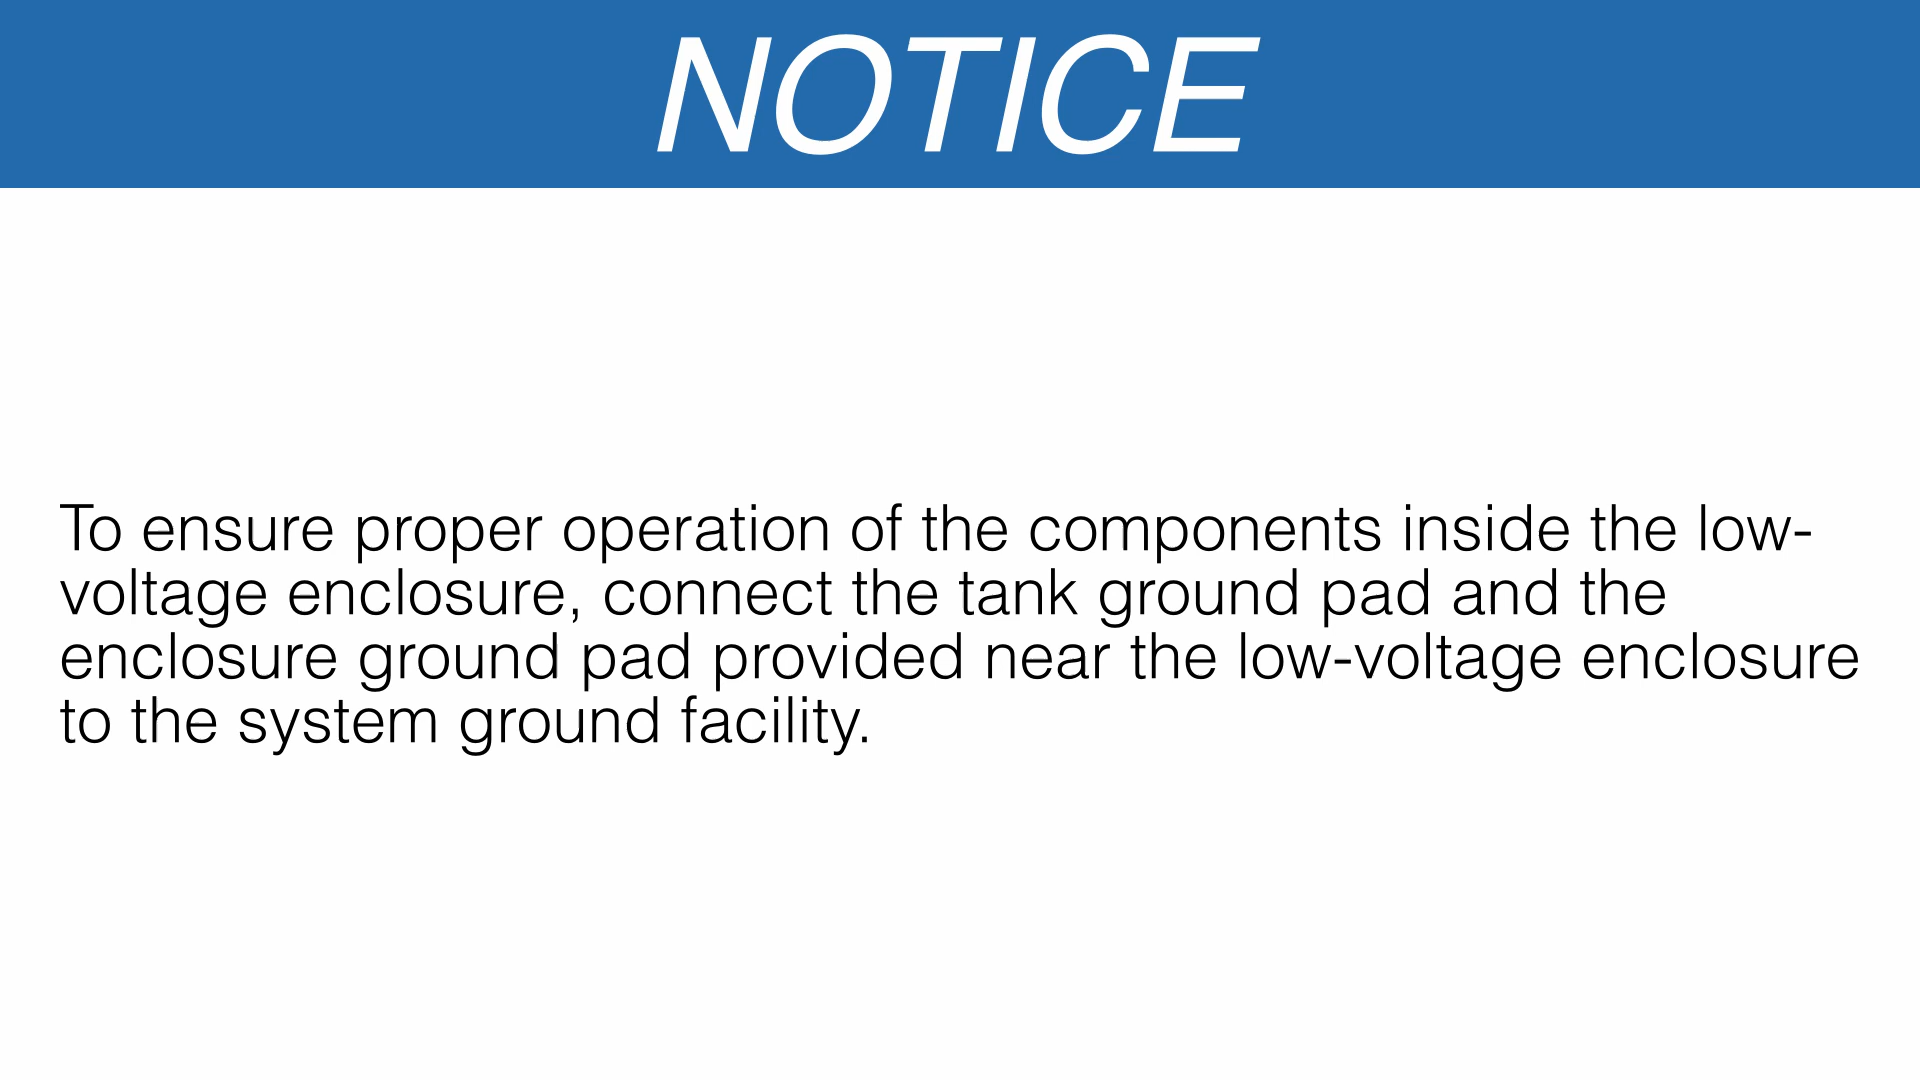 NOTICE
To ensure proper operation of the components inside the low-
voltage enclosure, connect the tank ground pad and the
enclosure ground pad provided near the low-voltage enclosure
to the system ground facility.